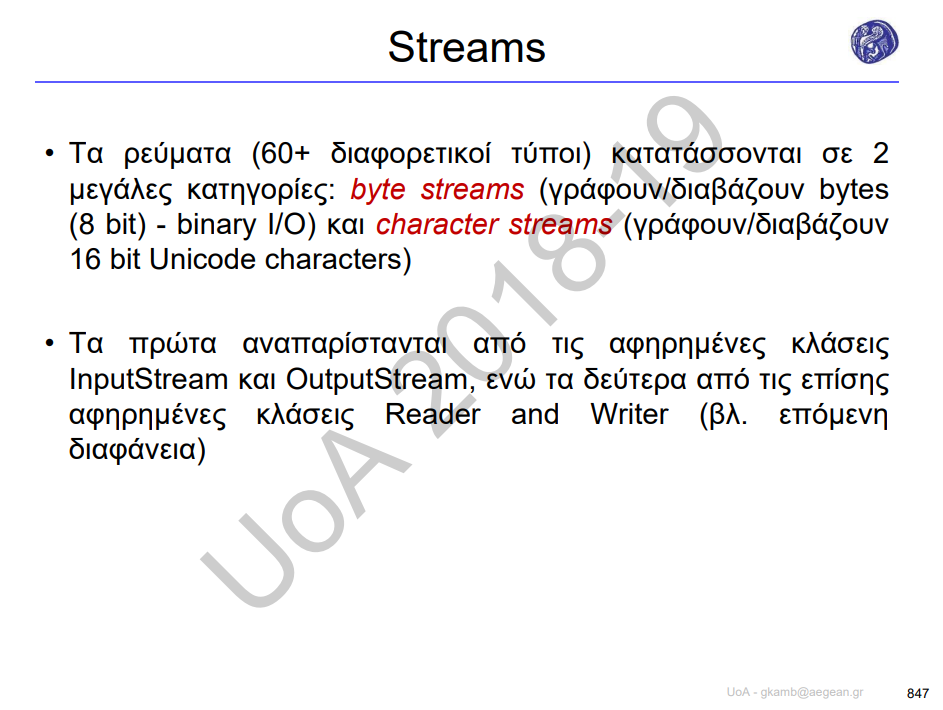 Streams
• Τα ρεύματα (60+ διαφορετικοί τύποι) κατατάσσονται σε 2
μεγάλες κατηγορίες: byte streams (γράφουν/διαβάζουν bytes
(8 bit) - binary I/O) και character streams (γράφουν/διαβάζουν
16 bit Unicode characters)
• Τα πρώτα αναπαρίστανται από τις αφηρημένες κλάσεις
InputStream και OutputStream, ενώ τα δεύτερα από τις επίσης
αφηρημένες κλάσεις Reader and Writer (βλ. επόμενη
διαφάνεια)
UoA 2018-19
UoA - gkamb@aegean.gr
847